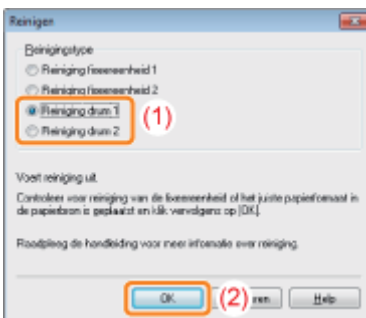 Reinigen
Reinigingstype
Reiniging fixeereenheid 1
Reiniging fixeereenheid 2
Reiniging drum 1
(1)
Reiniging drum 2
Voert reiniging uit.
Controleer voor reiniging van de fixeereenheid of het juiste papierformaat in
de papierbron is geplaatst en klik vervolgens op [OK].
Raadpleeg de handleiding voor meer informatie over reiniging.
OK
(2)
ren
Help